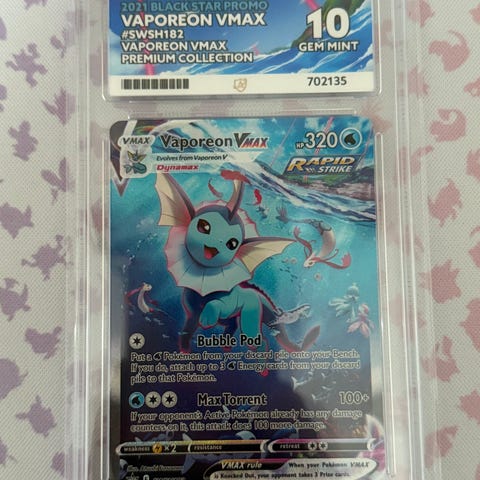 2021 BLACK STAR PROMO
VAPOREON VMAX
#SWSH182
VAPOREON VMAX
PREMIUM COLLECTION
10
GEM MINT
702135
VMAX Vaporeon VMAX HP 320
Evolves from Vaporeon V
Dynamax
RAPID
STRIKE
Bubble Pod
Put a Pokémon from your discard pile onto your Bench.
If you do, attach up to 3 Energy cards from your discard
pile to that Pokémon.
Max Torrent 100+
If your opponent's Active Pokémon already has any damage
counters on it, this attack does 100 more damage.
weakness ×2 resistance retreat
VMAX rule When your Pokémon VMAX
is Knocked Out, your opponent takes 3 Prize cards.